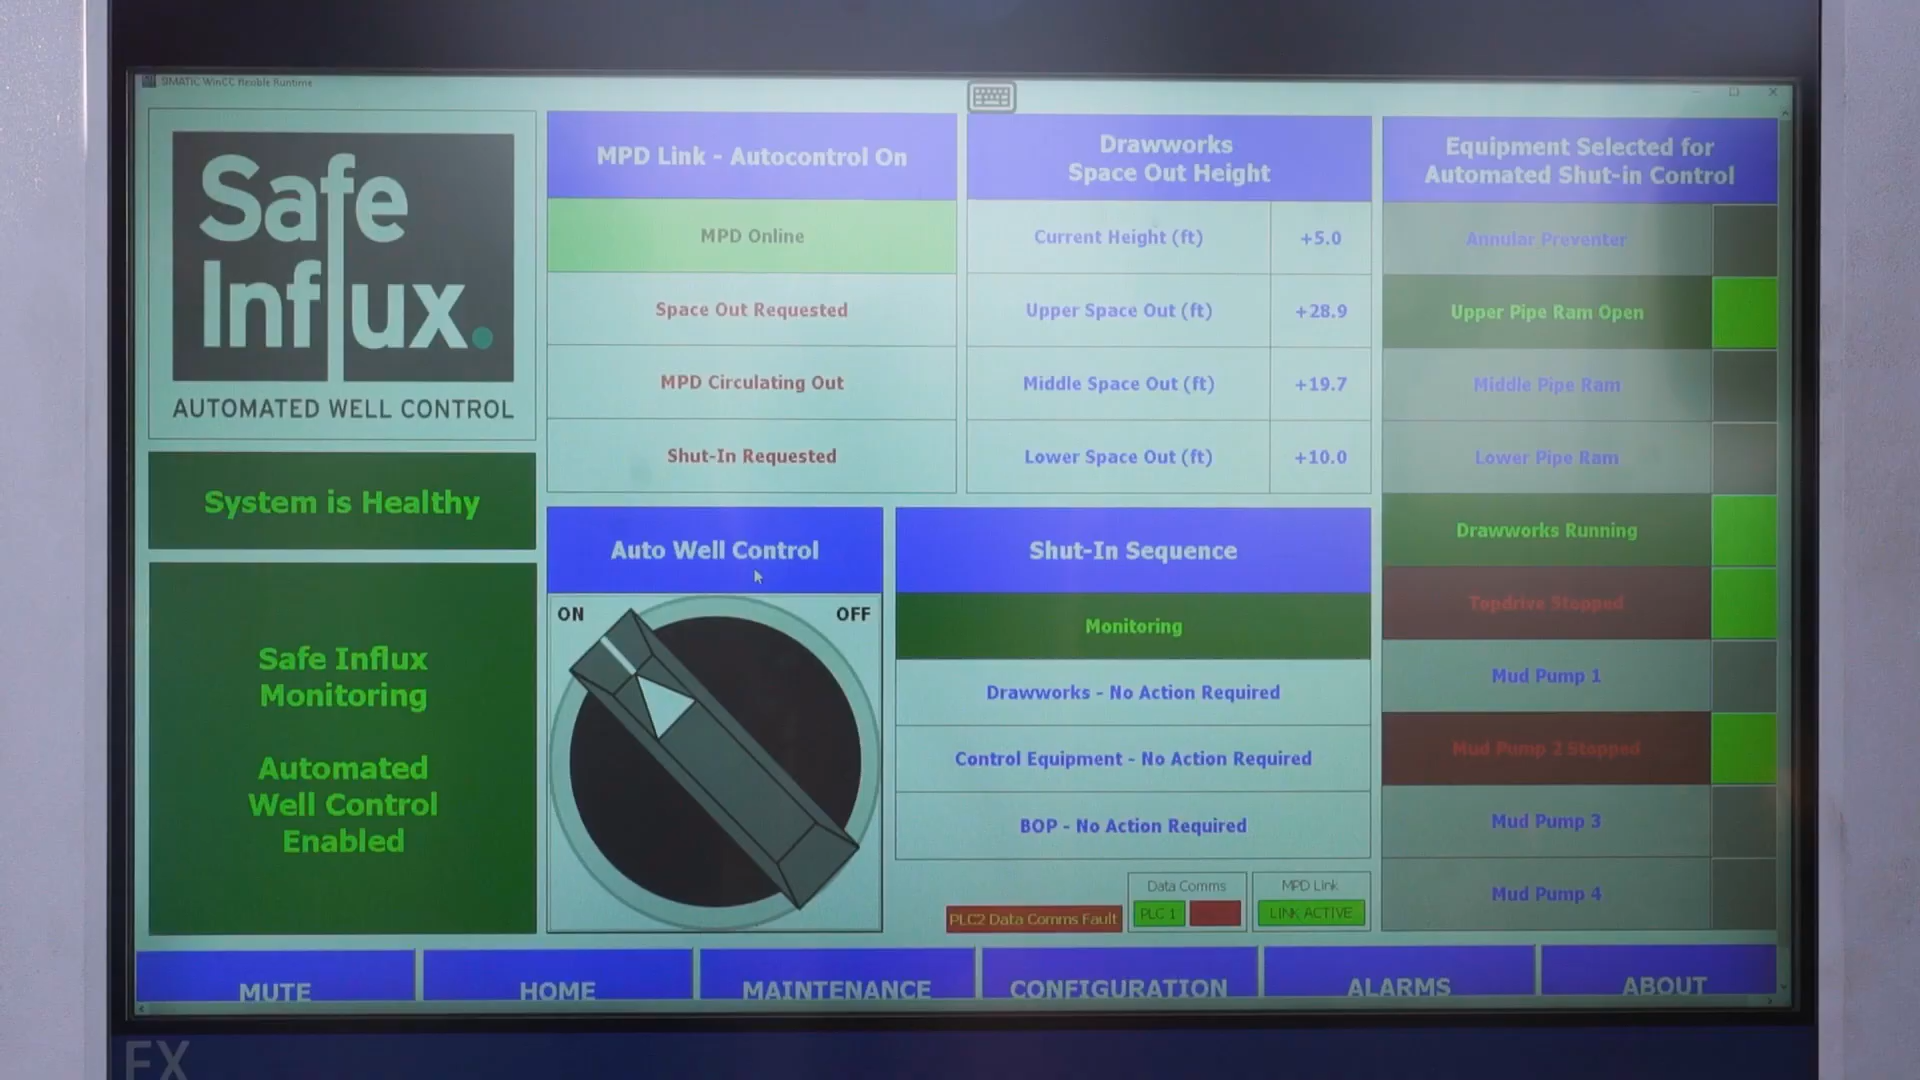 SIMATIC WinCC flexible Runtime
Safe
Influx.
AUTOMATED WELL CONTROL
System is Healthy
Safe Influx
Monitoring
Automated
Well Control
Enabled
MPD Link - Autocontrol On
MPD Online
Space Out Requested
MPD Circulating Out
Shut-In Requested
Drawworks
Space Out Height
Current Height (ft) +5.0
Upper Space Out (ft) +28.9
Middle Space Out (ft) +19.7
Lower Space Out (ft) +10.0
Equipment Selected for
Automated Shut-in Control
Annular Preventer
Upper Pipe Ram Open
Middle Pipe Ram
Lower Pipe Ram
Drawworks Running
Topdrive Stopped
Mud Pump 1
Mud Pump 2 Stopped
Mud Pump 3
Mud Pump 4
Auto Well Control
ON OFF
Shut-In Sequence
Monitoring
Drawworks - No Action Required
Control Equipment - No Action Required
BOP - No Action Required
PLC2 Data Comms Fault
Data Comms
PLC 1
MPD Link
LINK ACTIVE
MUTE HOME MAINTENANCE CONFIGURATION ALARMS ABOUT
EX